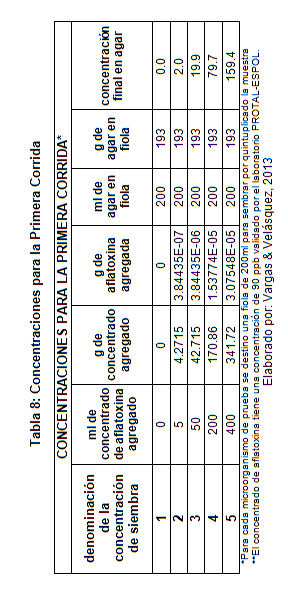 Tabla 8: Concentraciones para la Primera Corrida
CONCENTRACIONES PARA LA PRIMERA CORRIDA*
denominación de la concentración de siembra | ml de concentrado de aflatoxina agregado | g de concentrado agregado | g de aflatoxina agregada | ml de agar en fiola | g de agar en fiola | concentración final en agar
1 | 0 | 0 | 0 | 200 | 193 | 0.0
2 | 5 | 4.2715 | 3.84435E-07 | 200 | 193 | 2.0
3 | 50 | 42.715 | 3.84435E-06 | 200 | 193 | 19.9
4 | 200 | 170.86 | 1.53774E-05 | 200 | 193 | 79.7
5 | 400 | 341.72 | 3.07548E-05 | 200 | 193 | 159.4
*Para cada microorganismo de prueba se destino una fiola de 200ml para sembrar por quintuplicado la muestra
**El concentrado de aflatoxina tiene una concentración de 90 ppb validado por el laboratorio PROTAL-ESPOL.
Elaborado por: Vargas & Velásquez, 2013